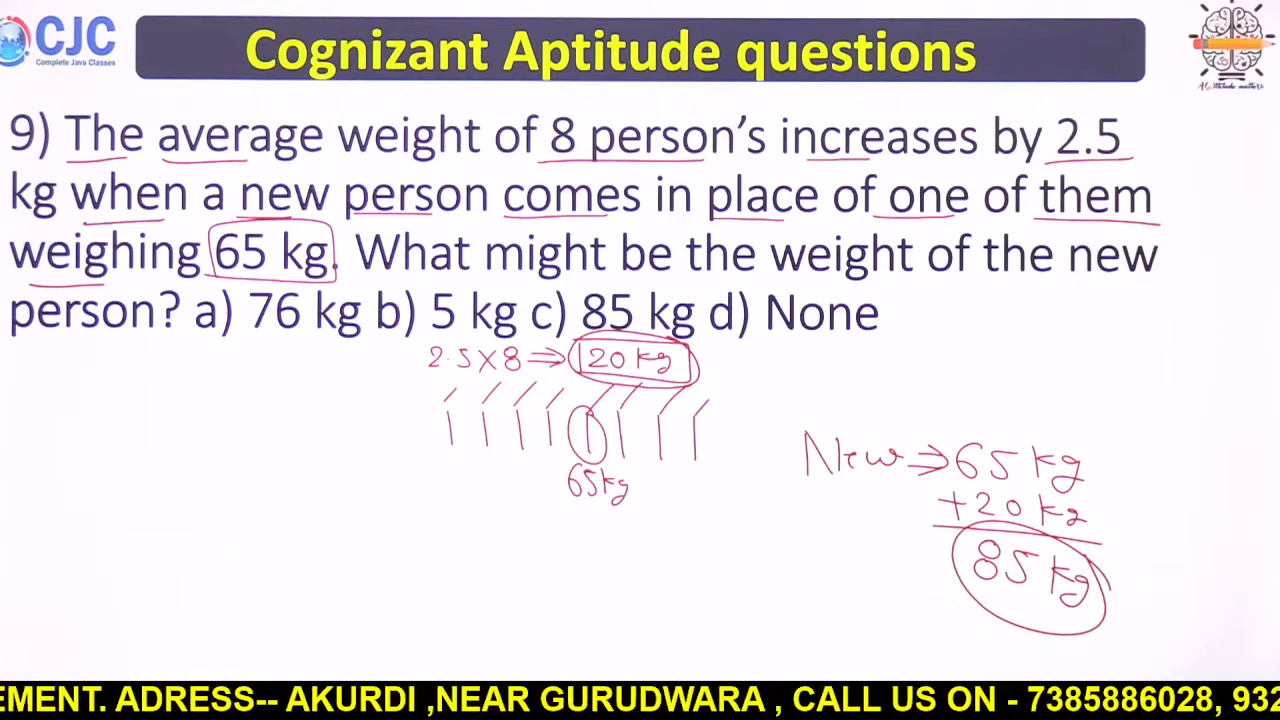 CJC
Complete Java Classes
Cognizant Aptitude questions
9) The average weight of 8 person's increases by 2.5
kg when a new person comes in place of one of them
weighing 65 kg. What might be the weight of the new
person? a) 76 kg b) 5 kg c) 85 kg d) None
2.5×8 ⇒ 20 kg
65kg
New ⇒ 65 kg
+20 kg
85 kg
EMENT. ADRESS-- AKURDI ,NEAR GURUDWARA , CALL US ON - 7385886028, 932